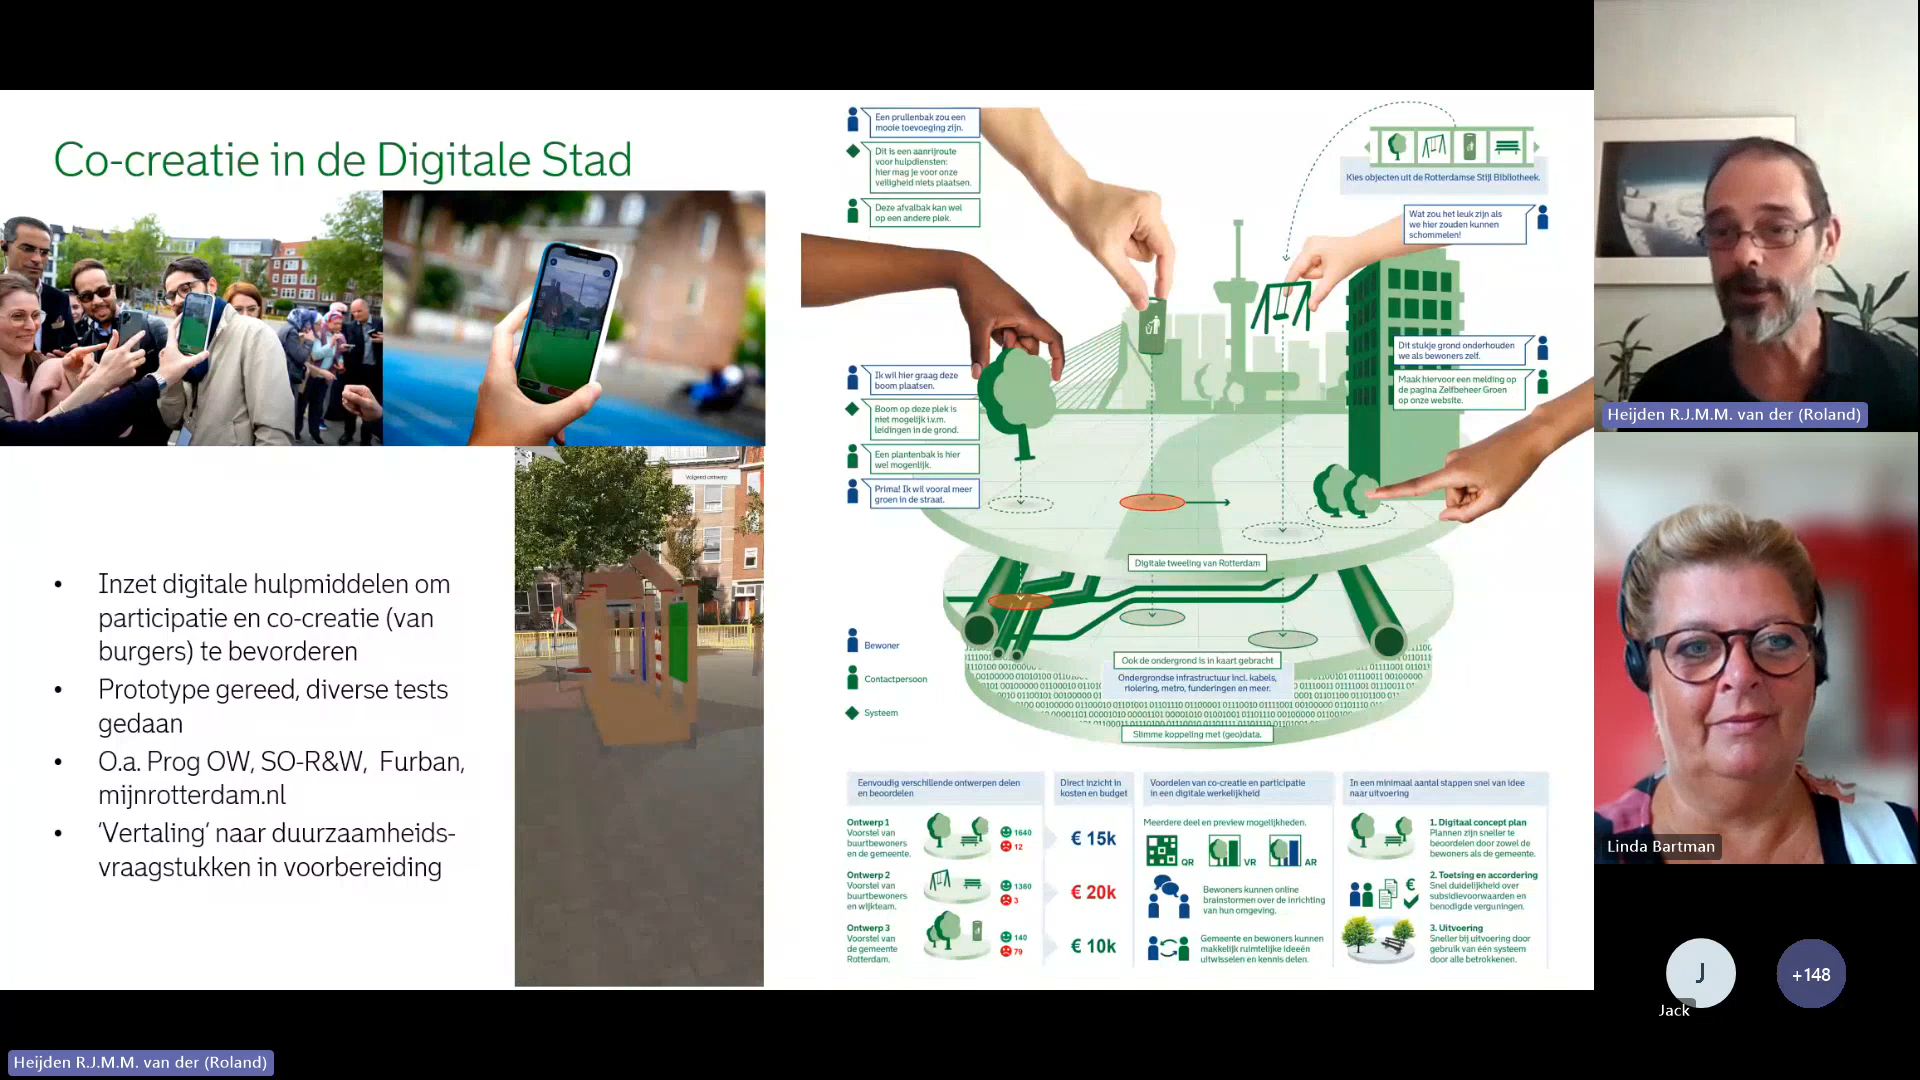 Co-creatie in de Digitale Stad
Volgend ontwerp
• Inzet digitale hulpmiddelen om
participatie en co-creatie (van
burgers) te bevorderen
• Prototype gereed, diverse tests
gedaan
• O.a. Prog OW, SO-R&W, Furban,
mijnrotterdam.nl
• ‘Vertaling’ naar duurzaamheids-
vraagstukken in voorbereiding
Een prullenbak zou een
mooie toevoeging zijn.
Dit is een aanrijroute
voor hulpdiensten:
hier mag je voor onze
veiligheid niets plaatsen.
Deze afvalbak kan wel
op een andere plek.
Kies objecten uit de Rotterdamse Stijl Bibliotheek.
Wat zou het leuk zijn als
we hier zouden kunnen
schommelen!
Dit stukje grond onderhouden
we als bewoners zelf.
Maak hiervoor een melding op
de pagina Zelfbeheer Groen
op onze website.
Ik wil hier graag deze
boom plaatsen.
Boom op deze plek is
niet mogelijk i.v.m.
leidingen in de grond.
Een plantenbak is hier
wel mogenlijk.
Prima! Ik wil vooral meer
groen in de straat.
Digitale tweeling van Rotterdam
Bewoner
Contactpersoon
Systeem
Ook de ondergrond is in kaart gebracht
Ondergrondse infrastructuur incl. kabels,
riolering, metro, funderingen en meer.
Slimme koppeling met (geo)data.
Eenvoudig verschillende ontwerpen delen
en beoordelen
Ontwerp 1
Voorstel van
buurtbewoners
en de gemeente.
1640
12
Ontwerp 2
Voorstel van
buurtbewoners
en wijkteam.
1360
3
Ontwerp 3
Voorstel van
de gemeente
Rotterdam.
140
79
Direct inzicht in
kosten en budget
€ 15k
€ 20k
€ 10k
Voordelen van co-creatie en participatie
in een digitale werkelijkheid
Meerdere deel en preview mogelijkheden.
QR
VR
AR
Bewoners kunnen online
brainstormen over de inrichting
van hun omgeving.
Gemeente en bewoners kunnen
makkelijk ruimtelijke ideeën
uitwisselen en kennis delen.
In een minimaal aantal stappen snel van idee
naar uitvoering
1. Digitaal concept plan
Plannen zijn sneller te
beoordelen door zowel de
bewoners als de gemeente.
2. Toetsing en accordering
Snel duidelijkheid over
subsidievoorwaarden en
benodigde vergunningen.
€
3. Uitvoering
Sneller bij uitvoering door
gebruik van één systeem
door alle betrokkenen.
Heijden R.J.M.M. van der (Roland)
Linda Bartman
J
Jack
+148
Heijden R.J.M.M. van der (Roland)